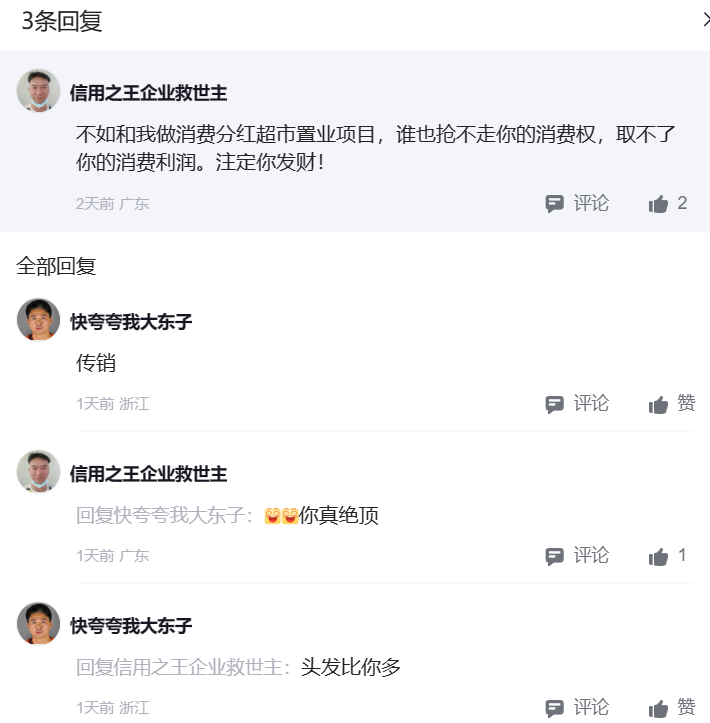 3条回复
信用之王企业救世主
不如和我做消费分红超市置业项目，谁也抢不走你的消费权，取不了
你的消费利润。注定你发财！
2天前 广东 评论 2
全部回复
快夸夸我大东子
传销
1天前 浙江 评论 赞
信用之王企业救世主
回复快夸夸我大东子：😄😄你真绝顶
1天前 广东 评论 1
快夸夸我大东子
回复信用之王企业救世主：头发比你多
1天前 浙江 评论 赞